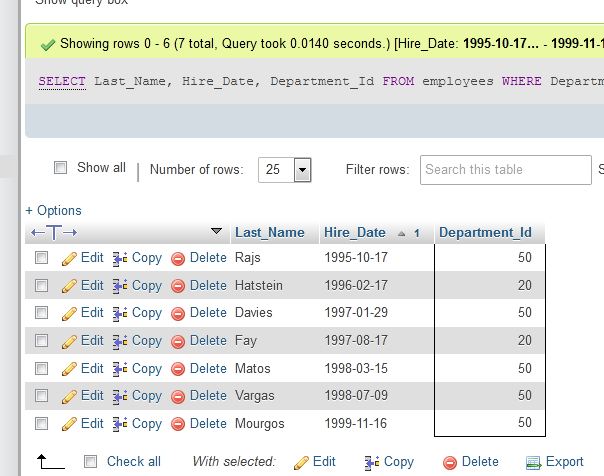 Show query box
Showing rows 0 - 6 (7 total, Query took 0.0140 seconds.) [Hire_Date: 1995-10-17... - 1999-11-1
SELECT Last_Name, Hire_Date, Department_Id FROM employees WHERE Departm
Show all Number of rows: 25 Filter rows: Search this table S
+ Options
Last_Name Hire_Date 1 Department_Id
Edit Copy Delete Rajs 1995-10-17 50
Edit Copy Delete Hatstein 1996-02-17 20
Edit Copy Delete Davies 1997-01-29 50
Edit Copy Delete Fay 1997-08-17 20
Edit Copy Delete Matos 1998-03-15 50
Edit Copy Delete Vargas 1998-07-09 50
Edit Copy Delete Mourgos 1999-11-16 50
Check all With selected: Edit Copy Delete Export